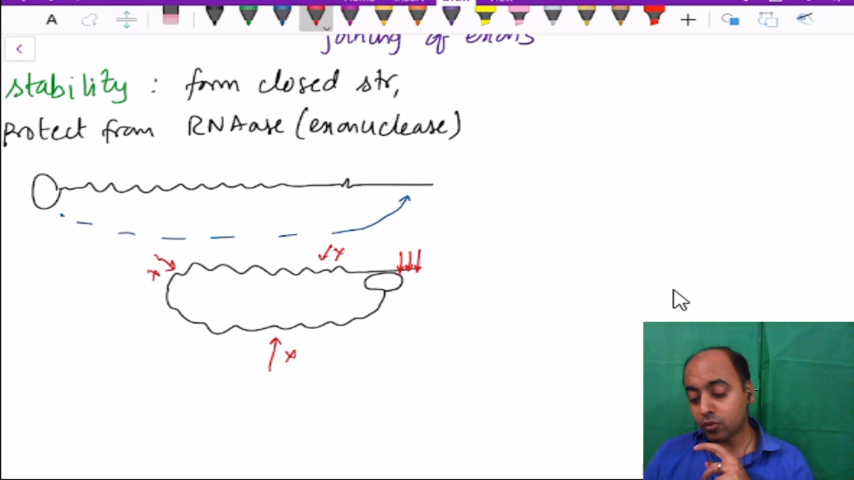 joining of exons
stability : form closed str,
protect from RNAase (exonuclease)
x
x
x